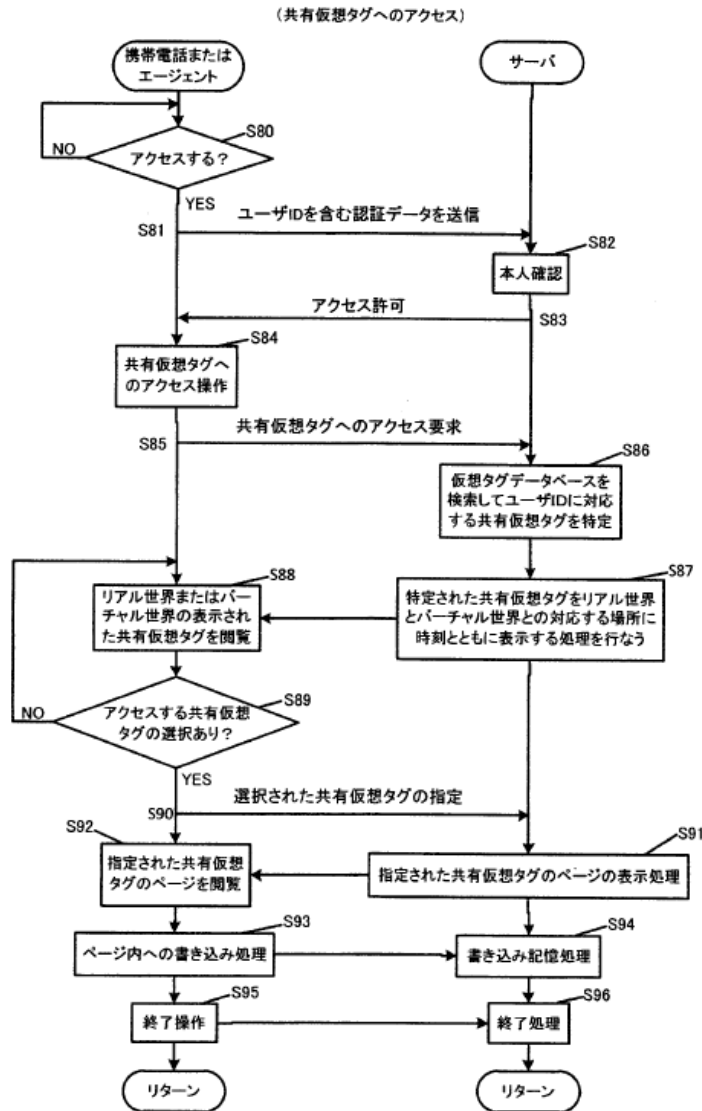 (共有仮想タグへのアクセス)
携帯電話または
エージェント
サーバ
S80
アクセスする?
NO
YES
S81
ユーザIDを含む認証データを送信
S82
本人確認
アクセス許可
S83
S84
共有仮想タグへ
のアクセス操作
S85
共有仮想タグへのアクセス要求
S86
仮想タグデータベースを
検索してユーザIDに対応
する共有仮想タグを特定
S88
リアル世界またはバー
チャル世界の表示され
た共有仮想タグを閲覧
S87
特定された共有仮想タグをリアル世界
とバーチャル世界との対応する場所に
時刻とともに表示する処理を行なう
S89
アクセスする共有仮想
タグの選択あり?
NO
YES
S90
選択された共有仮想タグの指定
S92
指定された共有仮想
タグのページを閲覧
S91
指定された共有仮想タグのページの表示処理
S93
ページ内への書き込み処理
S94
書き込み記憶処理
S95
終了操作
S96
終了処理
リターン
リターン